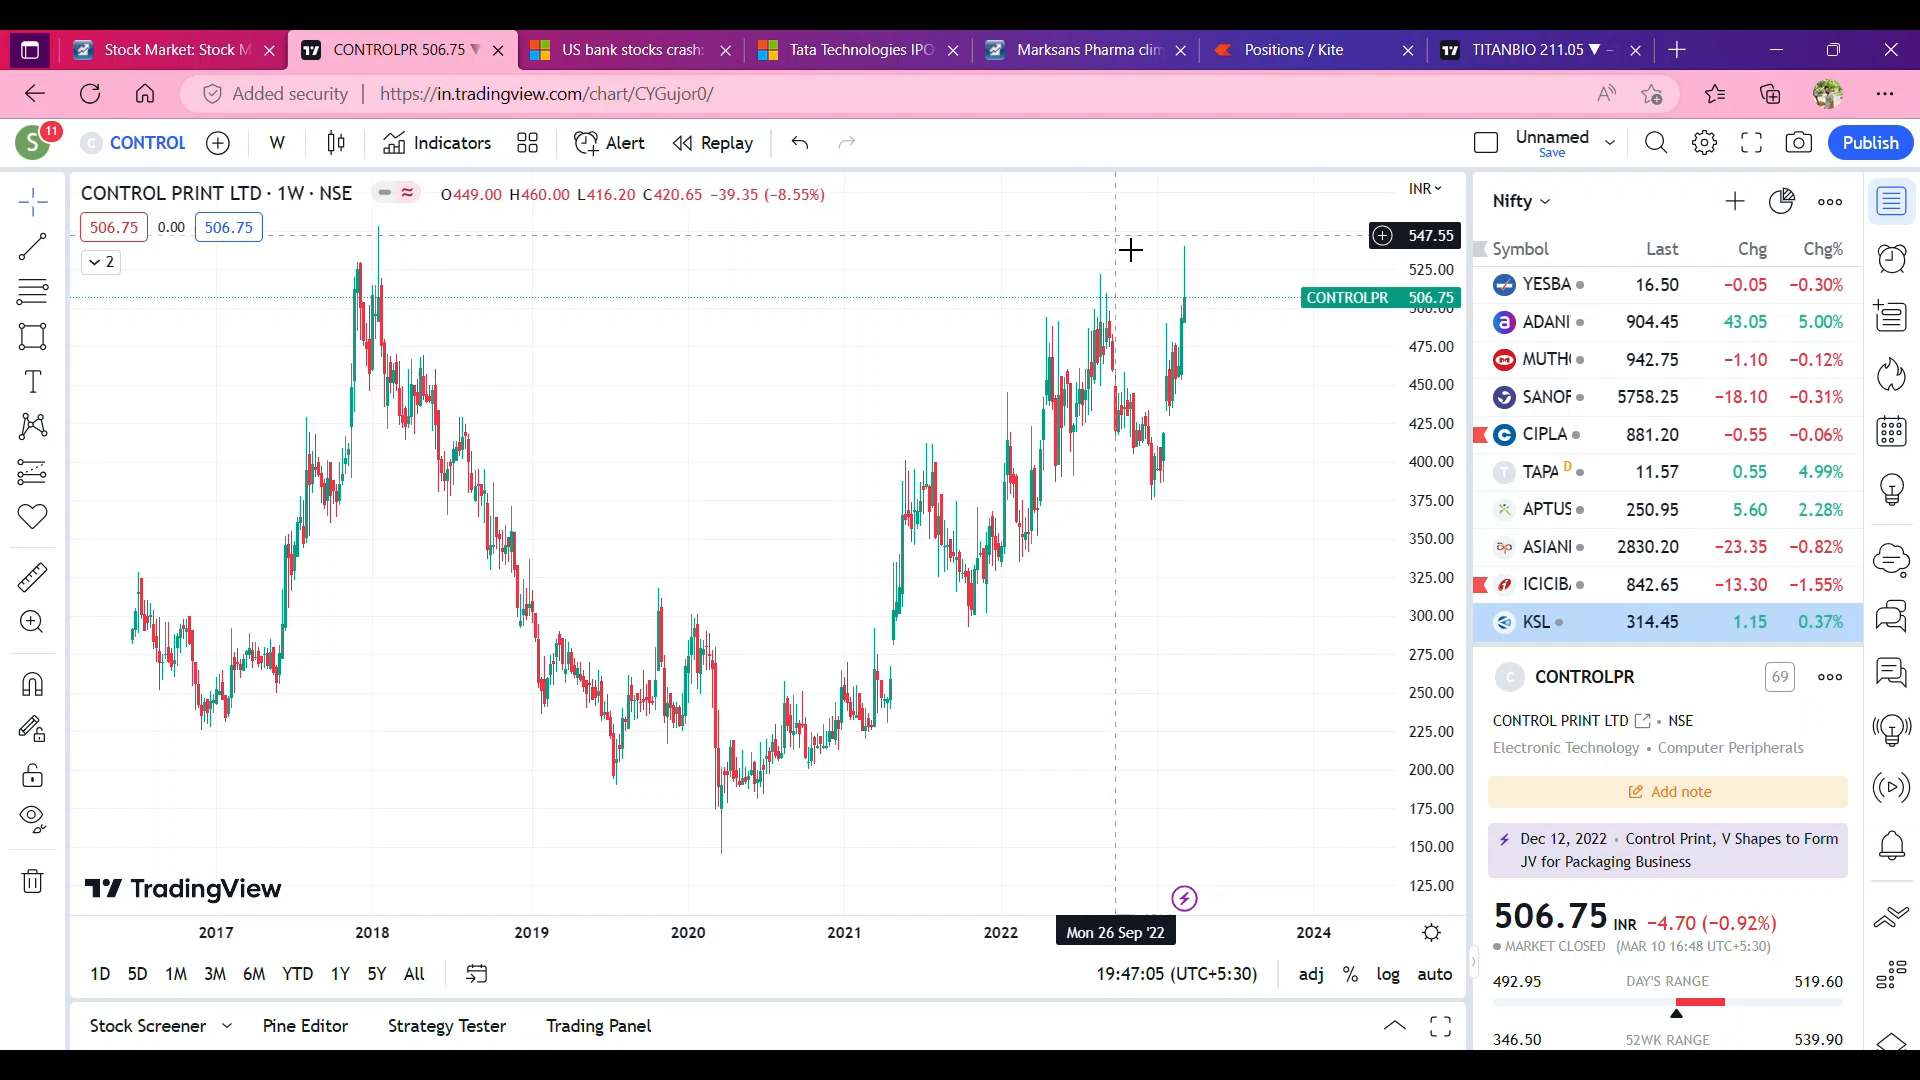 Stock Market: Stock M
CONTROLPR 506.75 ▼
US bank stocks crash:
Tata Technologies IPO
Marksans Pharma clim
Positions / Kite
TITANBIO 211.05 ▼ –
Added security
https://in.tradingview.com/chart/CYGujor0/
S
11
C
CONTROL
W
Indicators
Alert
Replay
Unnamed
Save
Publish
CONTROL PRINT LTD · 1W · NSE
O449.00 H460.00 L416.20 C420.65 −39.35 (−8.55%)
INR
506.75
0.00
506.75
2
547.55
525.00
CONTROLPR 506.75
500.00
475.00
450.00
425.00
400.00
375.00
350.00
325.00
300.00
275.00
250.00
225.00
200.00
175.00
150.00
125.00
TradingView
2017
2018
2019
2020
2021
2022
Mon 26 Sep '22
2024
1D
5D
1M
3M
6M
YTD
1Y
5Y
All
19:47:05 (UTC+5:30)
adj
%
log
auto
Stock Screener
Pine Editor
Strategy Tester
Trading Panel
Nifty
Symbol Last Chg Chg%
YESBA 16.50 −0.05 −0.30%
ADANI 904.45 43.05 5.00%
MUTH 942.75 −1.10 −0.12%
SANOF 5758.25 −18.10 −0.31%
CIPLA 881.20 −0.55 −0.06%
T TAPA D 11.57 0.55 4.99%
APTUS 250.95 5.60 2.28%
ap ASIANI 2830.20 −23.35 −0.82%
ICICIB 842.65 −13.30 −1.55%
KSL 314.45 1.15 0.37%
C
CONTROLPR
69
CONTROL PRINT LTD • NSE
Electronic Technology • Computer Peripherals
Add note
Dec 12, 2022 • Control Print, V Shapes to Form
JV for Packaging Business
506.75 INR −4.70 (−0.92%)
MARKET CLOSED (MAR 10 16:48 UTC+5:30)
492.95 DAY'S RANGE 519.60
346.50 52WK RANGE 539.90